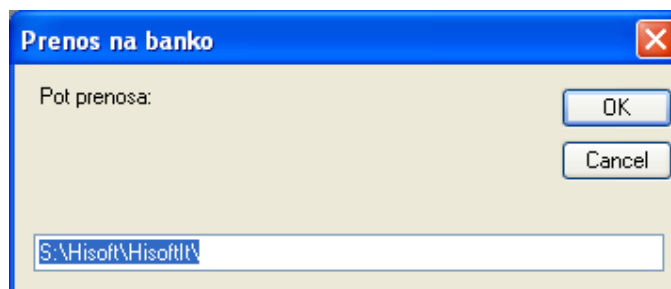 Prenos na banko
Pot prenosa:
OK
Cancel
S:\Hisoft\HisoftIt\